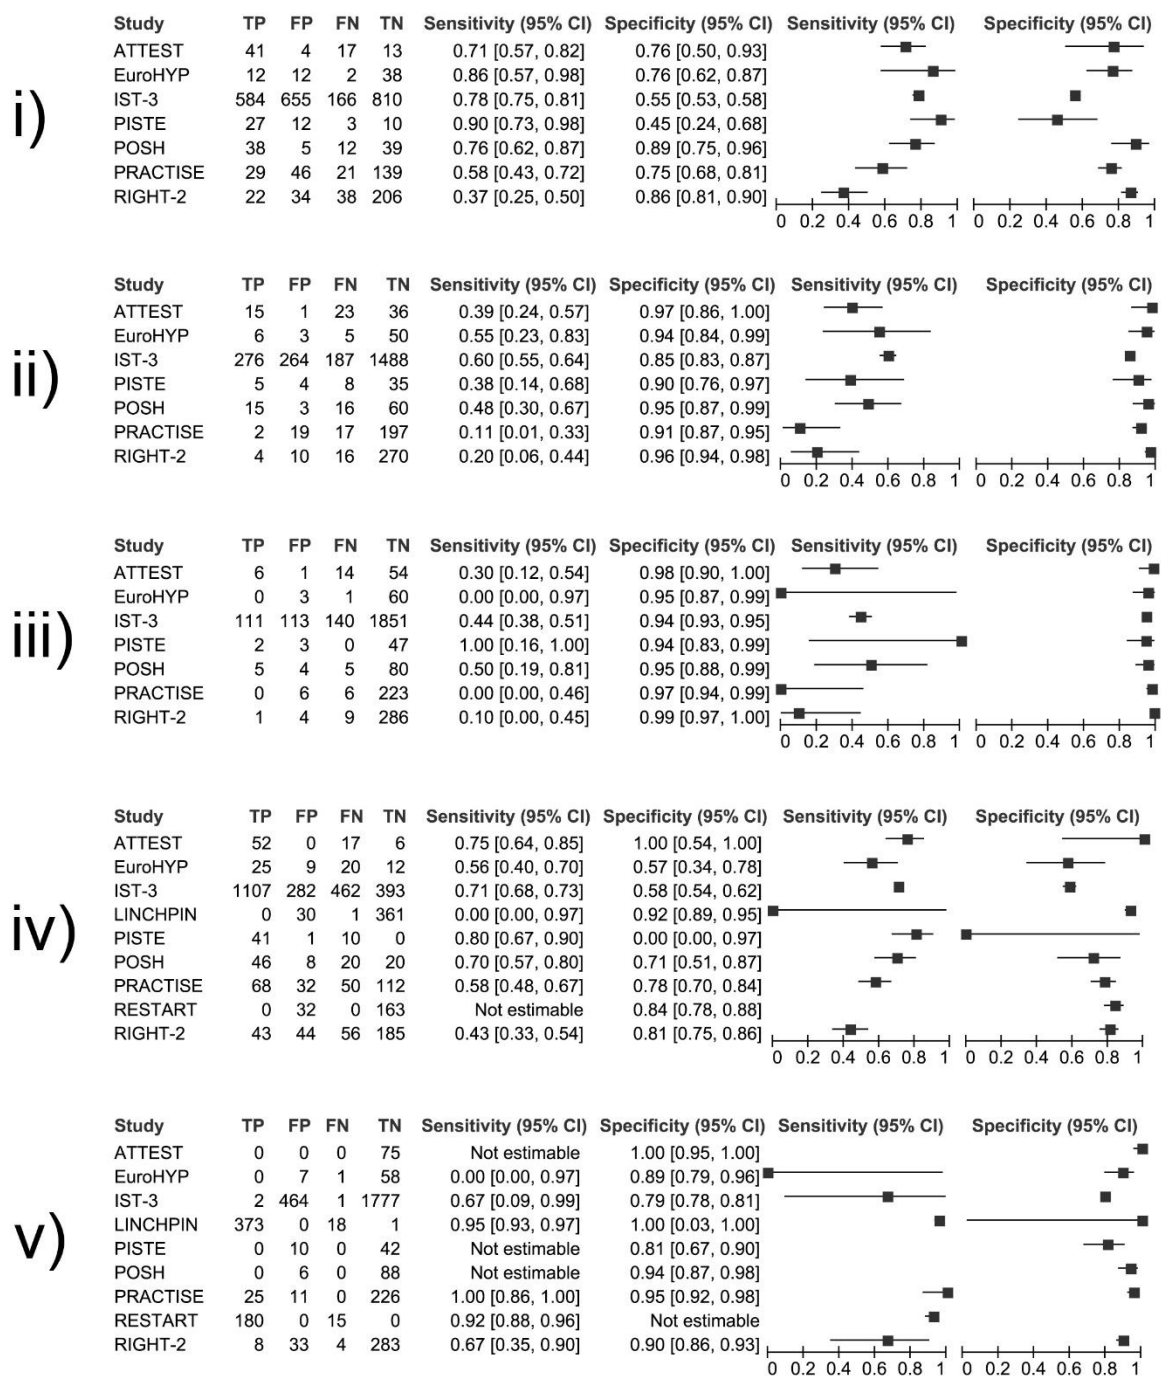 i)
Study TP FP FN TN Sensitivity (95% CI) Specificity (95% CI) Sensitivity (95% CI) Specificity (95% CI)
ATTEST 41 4 17 13 0.71 [0.57, 0.82] 0.76 [0.50, 0.93]
EuroHYP 12 12 2 38 0.86 [0.57, 0.98] 0.76 [0.62, 0.87]
IST-3 584 655 166 810 0.78 [0.75, 0.81] 0.55 [0.53, 0.58]
PISTE 27 12 3 10 0.90 [0.73, 0.98] 0.45 [0.24, 0.68]
POSH 38 5 12 39 0.76 [0.62, 0.87] 0.89 [0.75, 0.96]
PRACTISE 29 46 21 139 0.58 [0.43, 0.72] 0.75 [0.68, 0.81]
RIGHT-2 22 34 38 206 0.37 [0.25, 0.50] 0.86 [0.81, 0.90]
0 0.2 0.4 0.6 0.8 1 0 0.2 0.4 0.6 0.8 1
ii)
Study TP FP FN TN Sensitivity (95% CI) Specificity (95% CI) Sensitivity (95% CI) Specificity (95% CI)
ATTEST 15 1 23 36 0.39 [0.24, 0.57] 0.97 [0.86, 1.00]
EuroHYP 6 3 5 50 0.55 [0.23, 0.83] 0.94 [0.84, 0.99]
IST-3 276 264 187 1488 0.60 [0.55, 0.64] 0.85 [0.83, 0.87]
PISTE 5 4 8 35 0.38 [0.14, 0.68] 0.90 [0.76, 0.97]
POSH 15 3 16 60 0.48 [0.30, 0.67] 0.95 [0.87, 0.99]
PRACTISE 2 19 17 197 0.11 [0.01, 0.33] 0.91 [0.87, 0.95]
RIGHT-2 4 10 16 270 0.20 [0.06, 0.44] 0.96 [0.94, 0.98]
0 0.2 0.4 0.6 0.8 1 0 0.2 0.4 0.6 0.8 1
iii)
Study TP FP FN TN Sensitivity (95% CI) Specificity (95% CI) Sensitivity (95% CI) Specificity (95% CI)
ATTEST 6 1 14 54 0.30 [0.12, 0.54] 0.98 [0.90, 1.00]
EuroHYP 0 3 1 60 0.00 [0.00, 0.97] 0.95 [0.87, 0.99]
IST-3 111 113 140 1851 0.44 [0.38, 0.51] 0.94 [0.93, 0.95]
PISTE 2 3 0 47 1.00 [0.16, 1.00] 0.94 [0.83, 0.99]
POSH 5 4 5 80 0.50 [0.19, 0.81] 0.95 [0.88, 0.99]
PRACTISE 0 6 6 223 0.00 [0.00, 0.46] 0.97 [0.94, 0.99]
RIGHT-2 1 4 9 286 0.10 [0.00, 0.45] 0.99 [0.97, 1.00]
0 0.2 0.4 0.6 0.8 1 0 0.2 0.4 0.6 0.8 1
iv)
Study TP FP FN TN Sensitivity (95% CI) Specificity (95% CI) Sensitivity (95% CI) Specificity (95% CI)
ATTEST 52 0 17 6 0.75 [0.64, 0.85] 1.00 [0.54, 1.00]
EuroHYP 25 9 20 12 0.56 [0.40, 0.70] 0.57 [0.34, 0.78]
IST-3 1107 282 462 393 0.71 [0.68, 0.73] 0.58 [0.54, 0.62]
LINCHPIN 0 30 1 361 0.00 [0.00, 0.97] 0.92 [0.89, 0.95]
PISTE 41 1 10 0 0.80 [0.67, 0.90] 0.00 [0.00, 0.97]
POSH 46 8 20 20 0.70 [0.57, 0.80] 0.71 [0.51, 0.87]
PRACTISE 68 32 50 112 0.58 [0.48, 0.67] 0.78 [0.70, 0.84]
RESTART 0 32 0 163 Not estimable 0.84 [0.78, 0.88]
RIGHT-2 43 44 56 185 0.43 [0.33, 0.54] 0.81 [0.75, 0.86]
0 0.2 0.4 0.6 0.8 1 0 0.2 0.4 0.6 0.8 1
v)
Study TP FP FN TN Sensitivity (95% CI) Specificity (95% CI) Sensitivity (95% CI) Specificity (95% CI)
ATTEST 0 0 0 75 Not estimable 1.00 [0.95, 1.00]
EuroHYP 0 7 1 58 0.00 [0.00, 0.97] 0.89 [0.79, 0.96]
IST-3 2 464 1 1777 0.67 [0.09, 0.99] 0.79 [0.78, 0.81]
LINCHPIN 373 0 18 1 0.95 [0.93, 0.97] 1.00 [0.03, 1.00]
PISTE 0 10 0 42 Not estimable 0.81 [0.67, 0.90]
POSH 0 6 0 88 Not estimable 0.94 [0.87, 0.98]
PRACTISE 25 11 0 226 1.00 [0.86, 1.00] 0.95 [0.92, 0.98]
RESTART 180 0 15 0 0.92 [0.88, 0.96] Not estimable
RIGHT-2 8 33 4 283 0.67 [0.35, 0.90] 0.90 [0.86, 0.93]
0 0.2 0.4 0.6 0.8 1 0 0.2 0.4 0.6 0.8 1